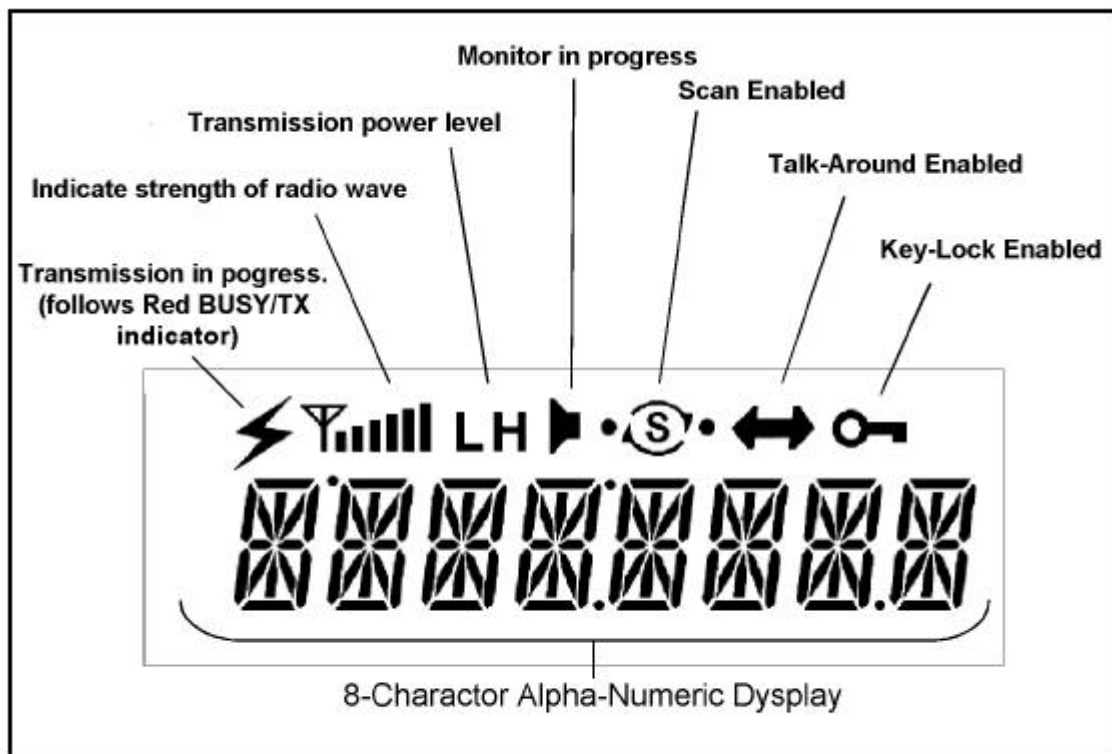 Monitor in progress
Scan Enabled
Transmission power level
Talk-Around Enabled
Indicate strength of radio wave
Key-Lock Enabled
Transmission in pogress.
(follows Red BUSY/TX
indicator)
L H S
8-Charactor Alpha-Numeric Dysplay